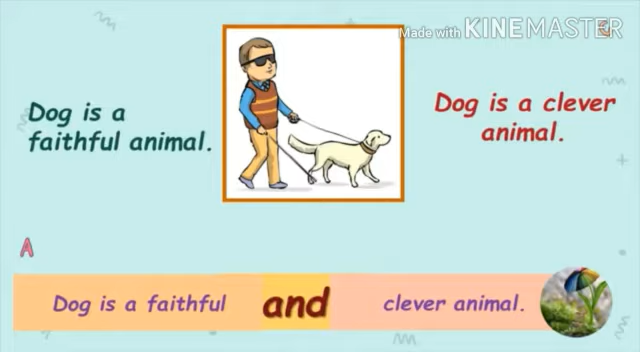 Made with KINEMASTER
Dog is a
faithful animal.
Dog is a clever
animal.
A
Dog is a faithful and clever animal.